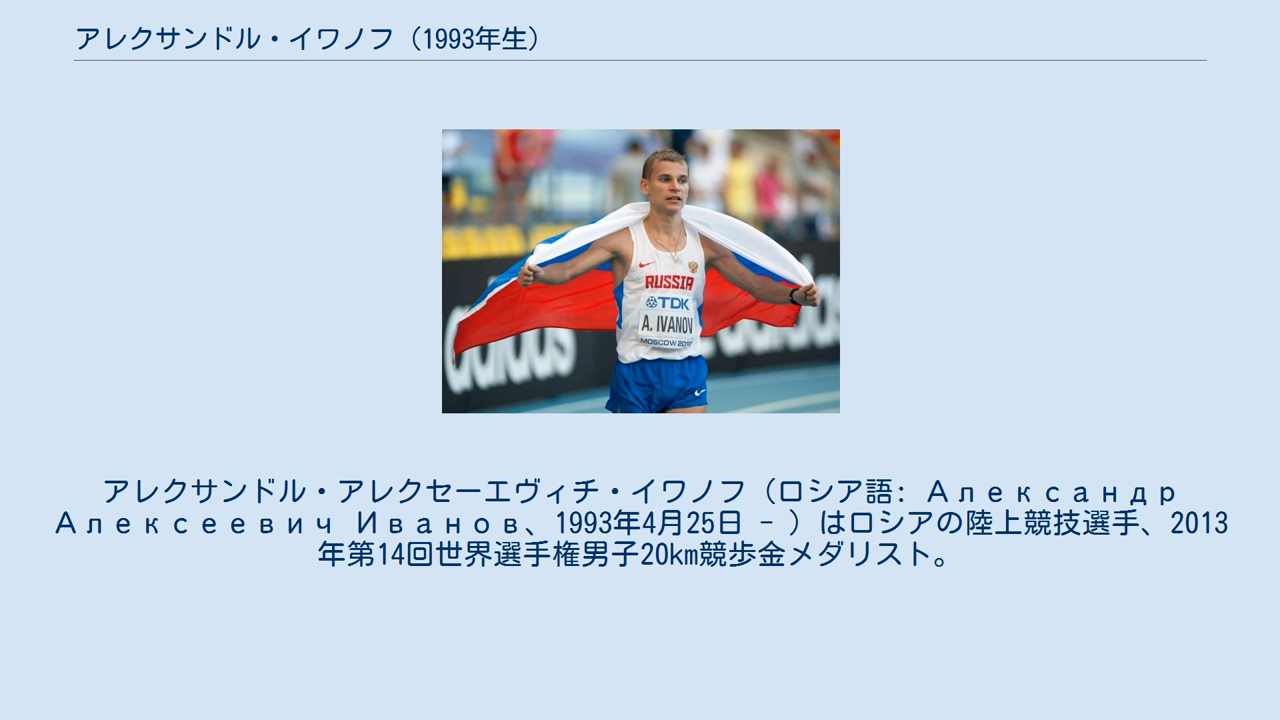 アレクサンドル・イワノフ（1993年生）
RUSSIA
TDK
A. IVANOV
MOSCOW 2013
adidas
adidas
アレクサンドル・アレクセーエヴィチ・イワノフ（ロシア語: Александр
Алексеевич Иванов、1993年4月25日 - ）はロシアの陸上競技選手、2013
年第14回世界選手権男子20km競歩金メダリスト。